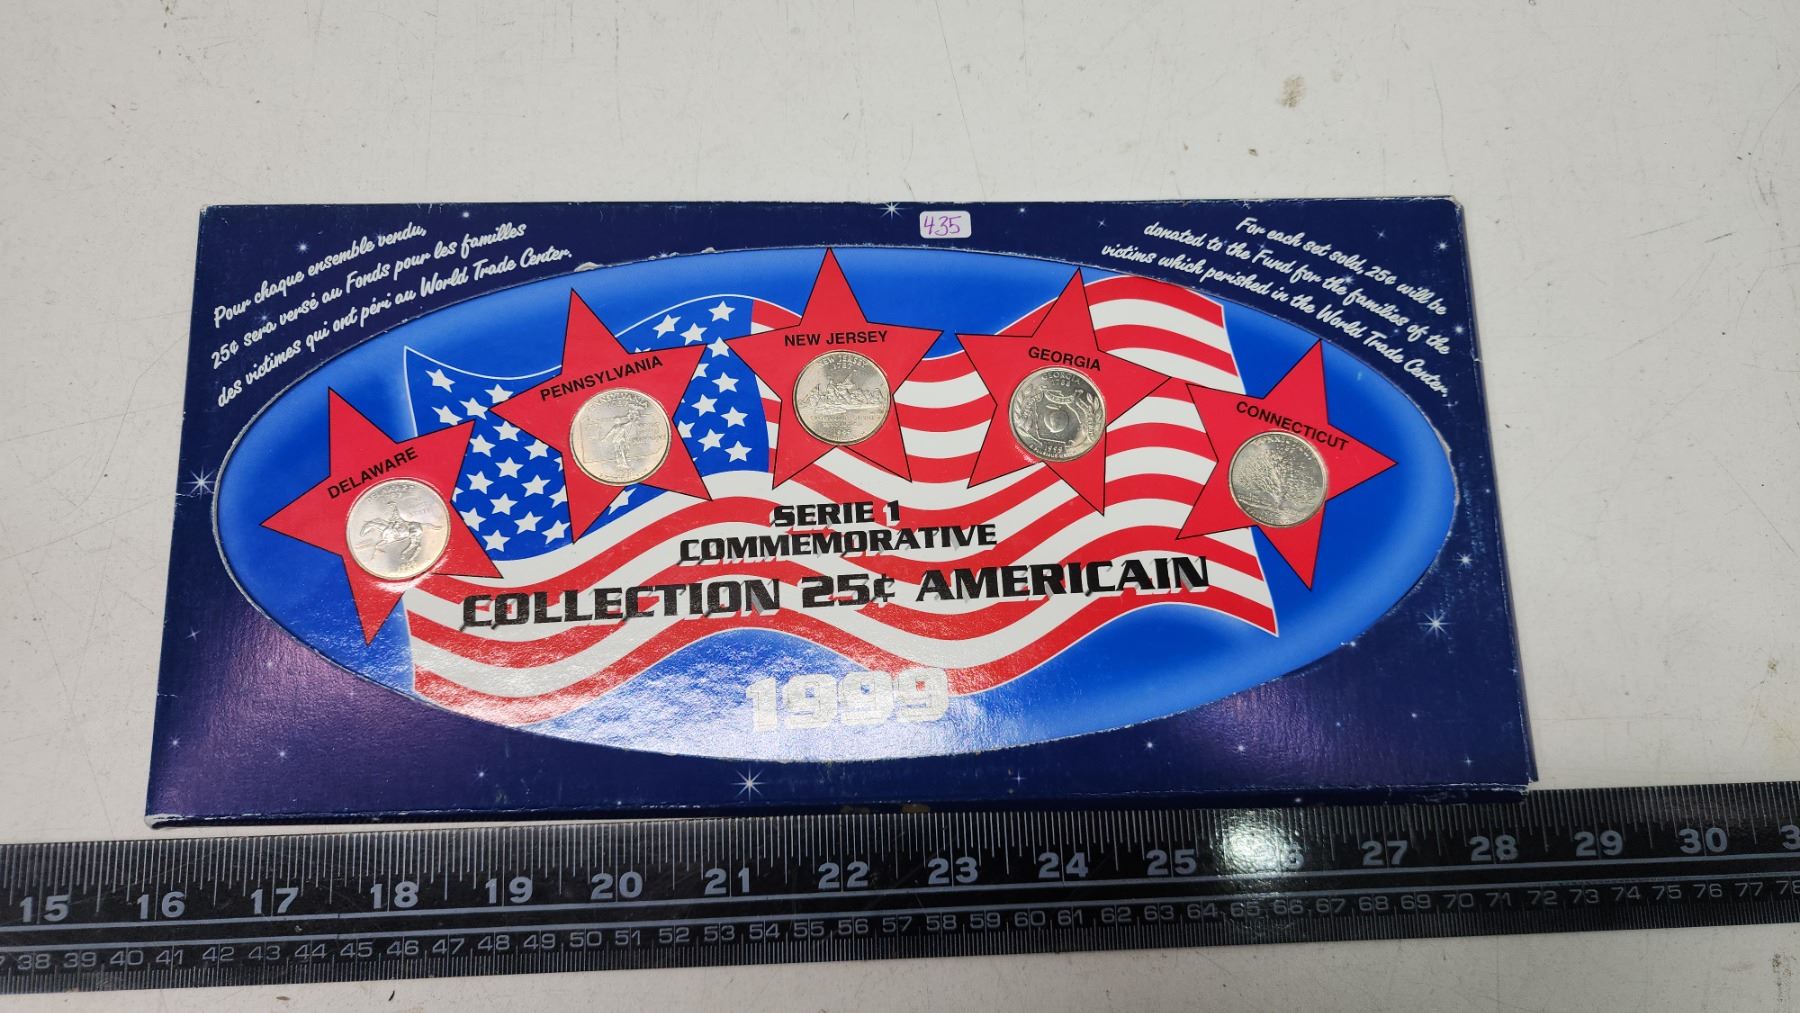 Pour chaque ensemble vendu,
25¢ sera versé au Fonds pour les familles
des victimes qui ont péri au World Trade Center.
435
For each set sold, 25¢ will be
donated to the Fund for the families of the
victims which perished in the World Trade Center.
DELAWARE
PENNSYLVANIA
NEW JERSEY
GEORGIA
CONNECTICUT
SERIE 1
COMMEMORATIVE
COLLECTION 25¢ AMERICAIN
1999
15 16 17 18 19 20 21 22 23 24 25 27 28 29 30
38 39 40 41 42 43 44 45 46 47 48 49 50 51 52 53 54 55 56 57 58 59 60 61 62 63 64 65 66 67 68 69 70 71 72 73 74 75 76 77 78